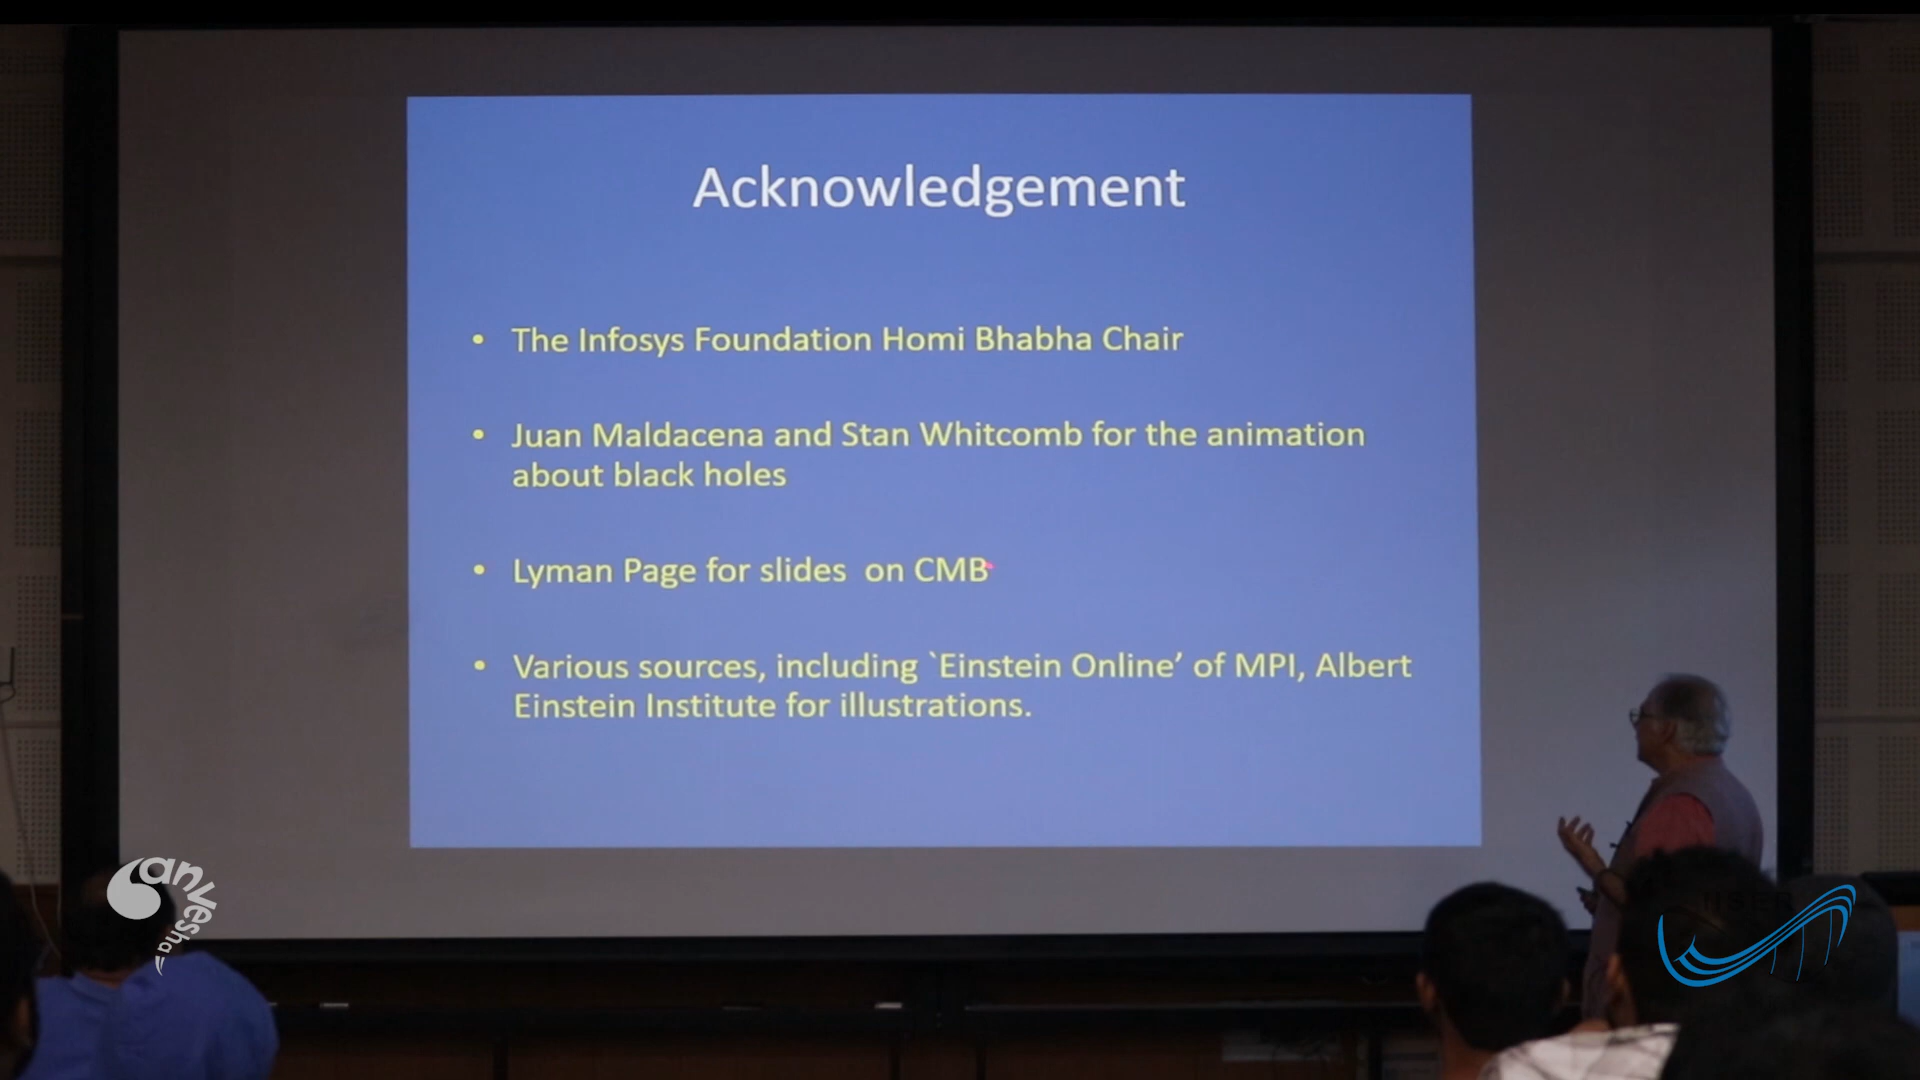 Acknowledgement
• The Infosys Foundation Homi Bhabha Chair
• Juan Maldacena and Stan Whitcomb for the animation
about black holes
• Lyman Page for slides on CMB
• Various sources, including `Einstein Online’ of MPI, Albert
Einstein Institute for illustrations.
anvesha
IISER